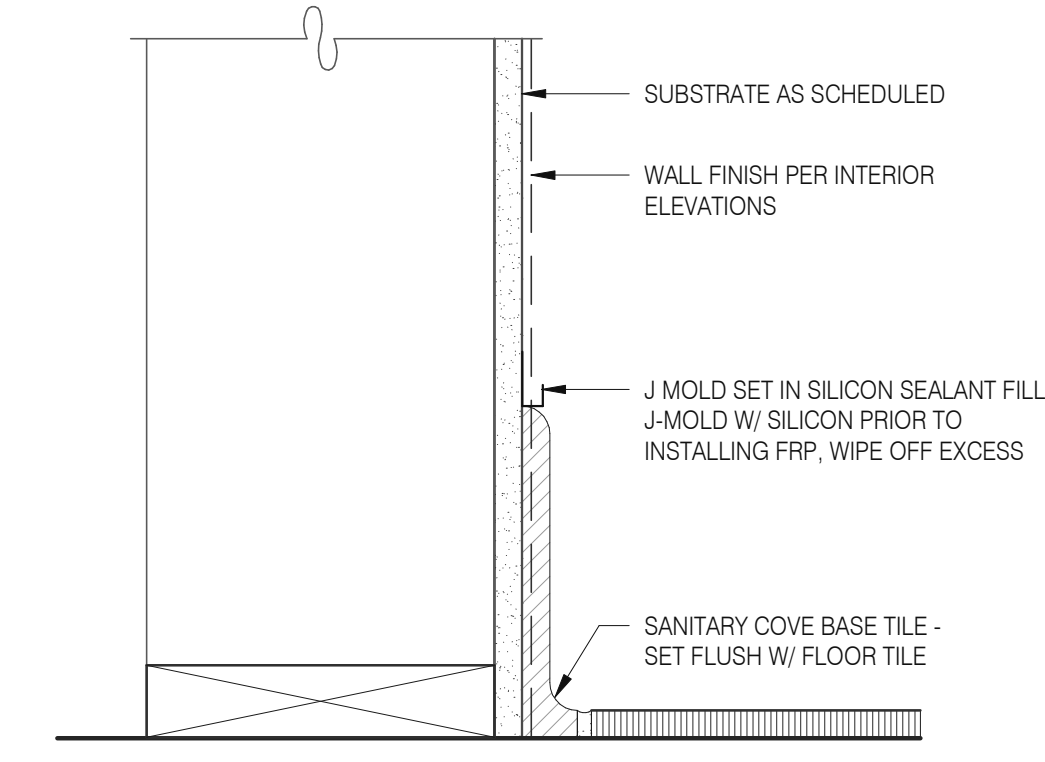 SUBSTRATE AS SCHEDULED
WALL FINISH PER INTERIOR
ELEVATIONS
J MOLD SET IN SILICON SEALANT FILL
J-MOLD W/ SILICON PRIOR TO
INSTALLING FRP, WIPE OFF EXCESS
SANITARY COVE BASE TILE -
SET FLUSH W/ FLOOR TILE